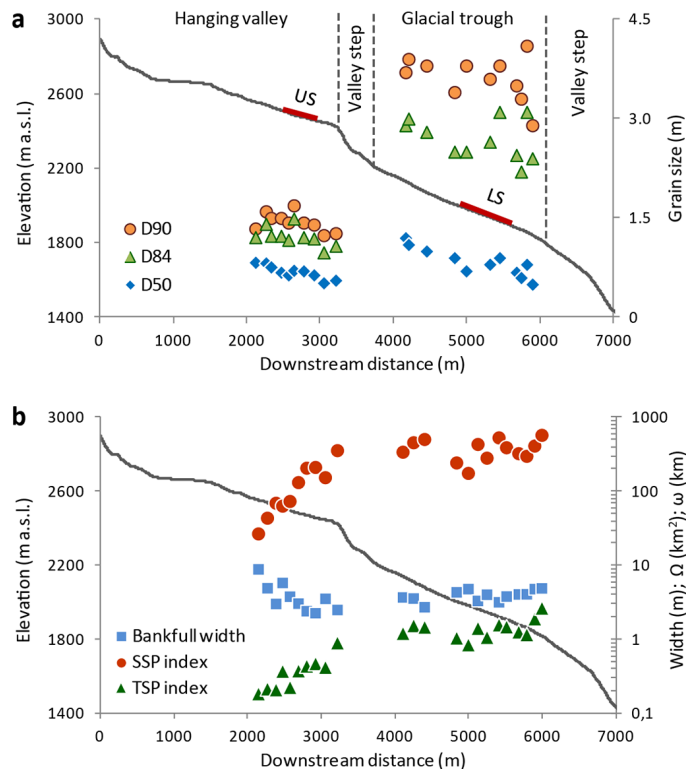 a
Hanging valley
Valley step
Glacial trough
Valley step
3000
2600
2200
1800
1400
Elevation (m a.s.l.)
US
LS
D90
D84
D50
4.5
3.0
1.5
0
Grain size (m)
0 1000 2000 3000 4000 5000 6000 7000
Downstream distance (m)
b
3000
2600
2200
1800
1400
Elevation (m a.s.l.)
Bankfull width
SSP index
TSP index
1000
100
10
1
0,1
Width (m); Ω (km²); ω (km)
0 1000 2000 3000 4000 5000 6000 7000
Downstream distance (m)